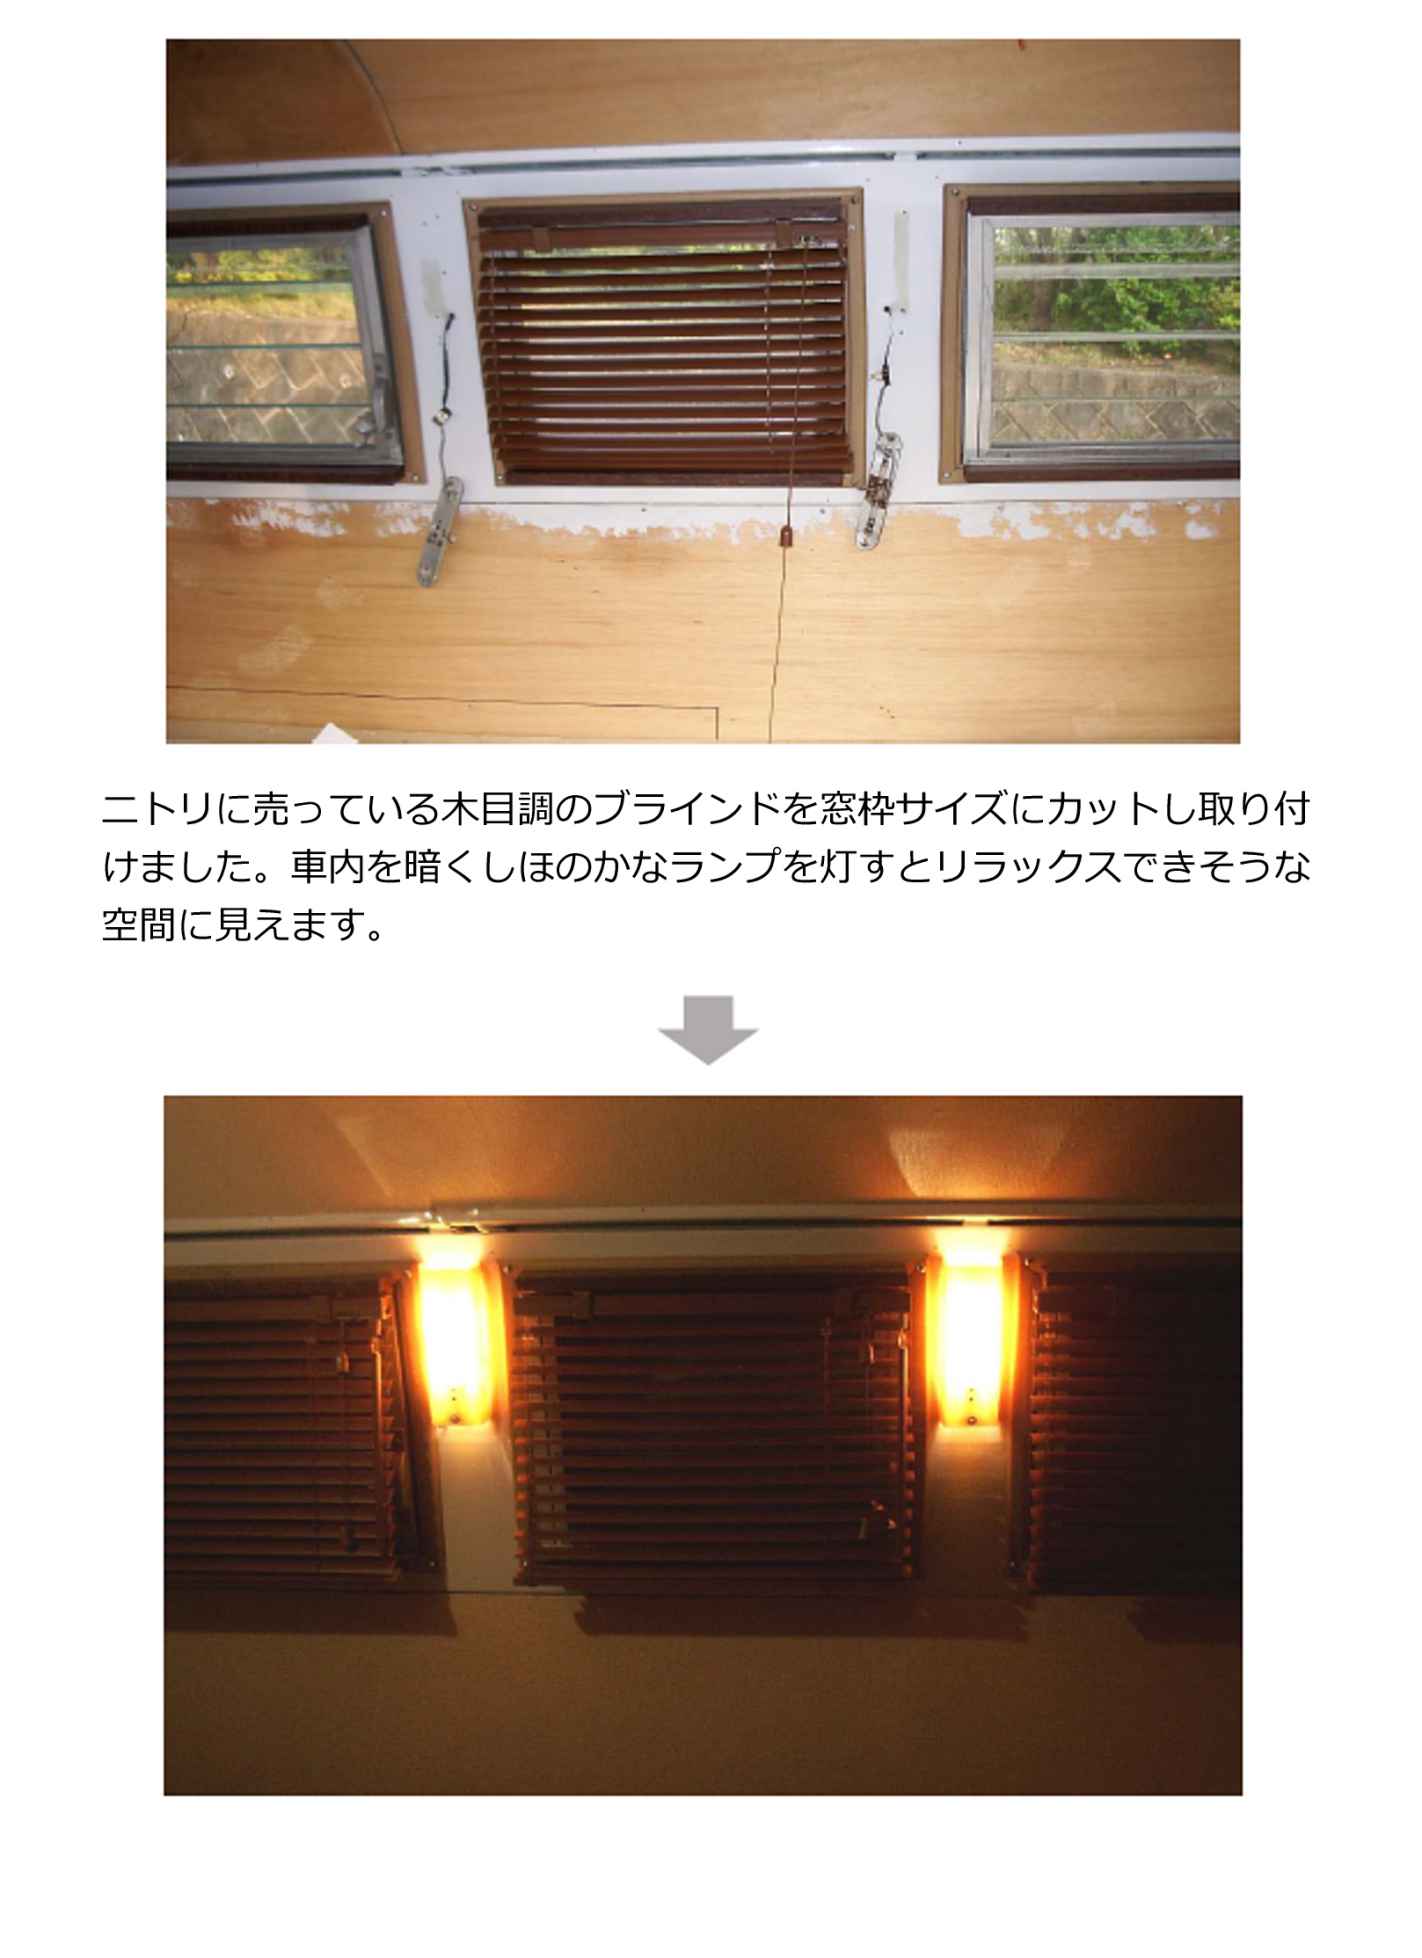 ニトリに売っている木目調のブラインドを窓枠サイズにカットし取り付
けました。車内を暗くしほのかなランプを灯すとリラックスできそうな
空間に見えます。